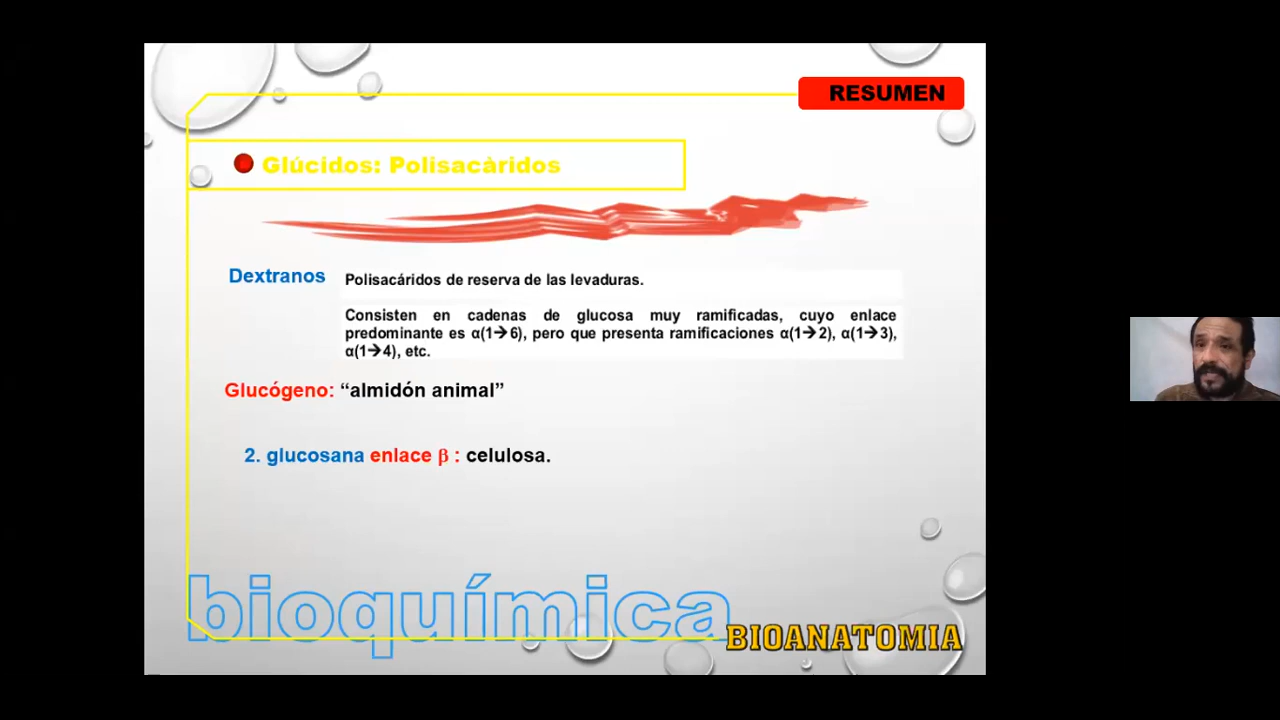 RESUMEN
Glúcidos: Polisacàridos
Dextranos
Polisacáridos de reserva de las levaduras.
Consisten en cadenas de glucosa muy ramificadas, cuyo enlace
predominante es α(1→6), pero que presenta ramificaciones α(1→2), α(1→3),
α(1→4), etc.
Glucógeno: “almidón animal”
2. glucosana enlace β : celulosa.
bioquímica
BIOANATOMIA